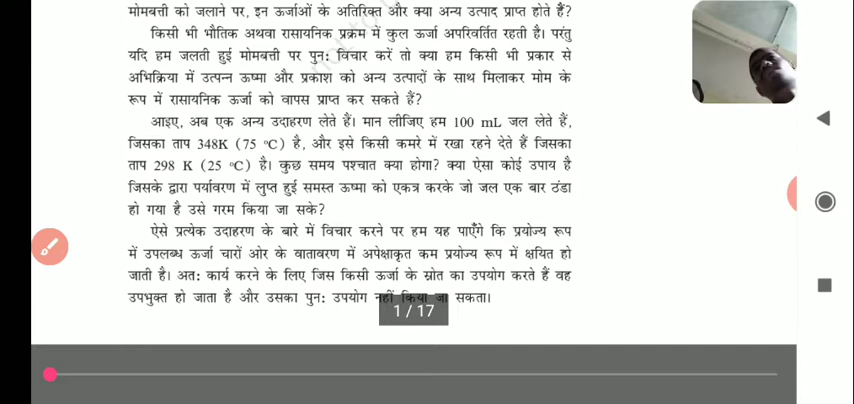 मोमबत्ती को जलाने पर, इन ऊर्जाओं के अतिरिक्त और क्या अन्य उत्पाद प्राप्त होते हैं?
किसी भी भौतिक अथवा रासायनिक प्रक्रम में कुल ऊर्जा अपरिवर्तित रहती है। परंतु
यदि हम जलती हुई मोमबत्ती पर पुन: विचार करें तो क्या हम किसी भी प्रकार से
अभिक्रिया में उत्पन्न ऊष्मा और प्रकाश को अन्य उत्पादों के साथ मिलाकर मोम के
रूप में रासायनिक ऊर्जा को वापस प्राप्त कर सकते हैं?
आइए, अब एक अन्य उदाहरण लेते हैं। मान लीजिए हम 100 mL जल लेते हैं,
जिसका ताप 348K (75 °C) है, और इसे किसी कमरे में रखा रहने देते हैं जिसका
ताप 298 K (25 °C) है। कुछ समय पश्चात क्या होगा? क्या ऐसा कोई उपाय है
जिसके द्वारा पर्यावरण में लुप्त हुई समस्त ऊष्मा को एकत्र करके जो जल एक बार ठंडा
हो गया है उसे गरम किया जा सके?
ऐसे प्रत्येक उदाहरण के बारे में विचार करने पर हम यह पाएँगे कि प्रयोज्य रूप
में उपलब्ध ऊर्जा चारों ओर के वातावरण में अपेक्षाकृत कम प्रयोज्य रूप में क्षयित हो
जाती है। अत: कार्य करने के लिए जिस किसी ऊर्जा के स्रोत का उपयोग करते हैं वह
उपभुक्त हो जाता है और उसका पुन: उपयोग नहीं किया जा सकता।
1 / 17